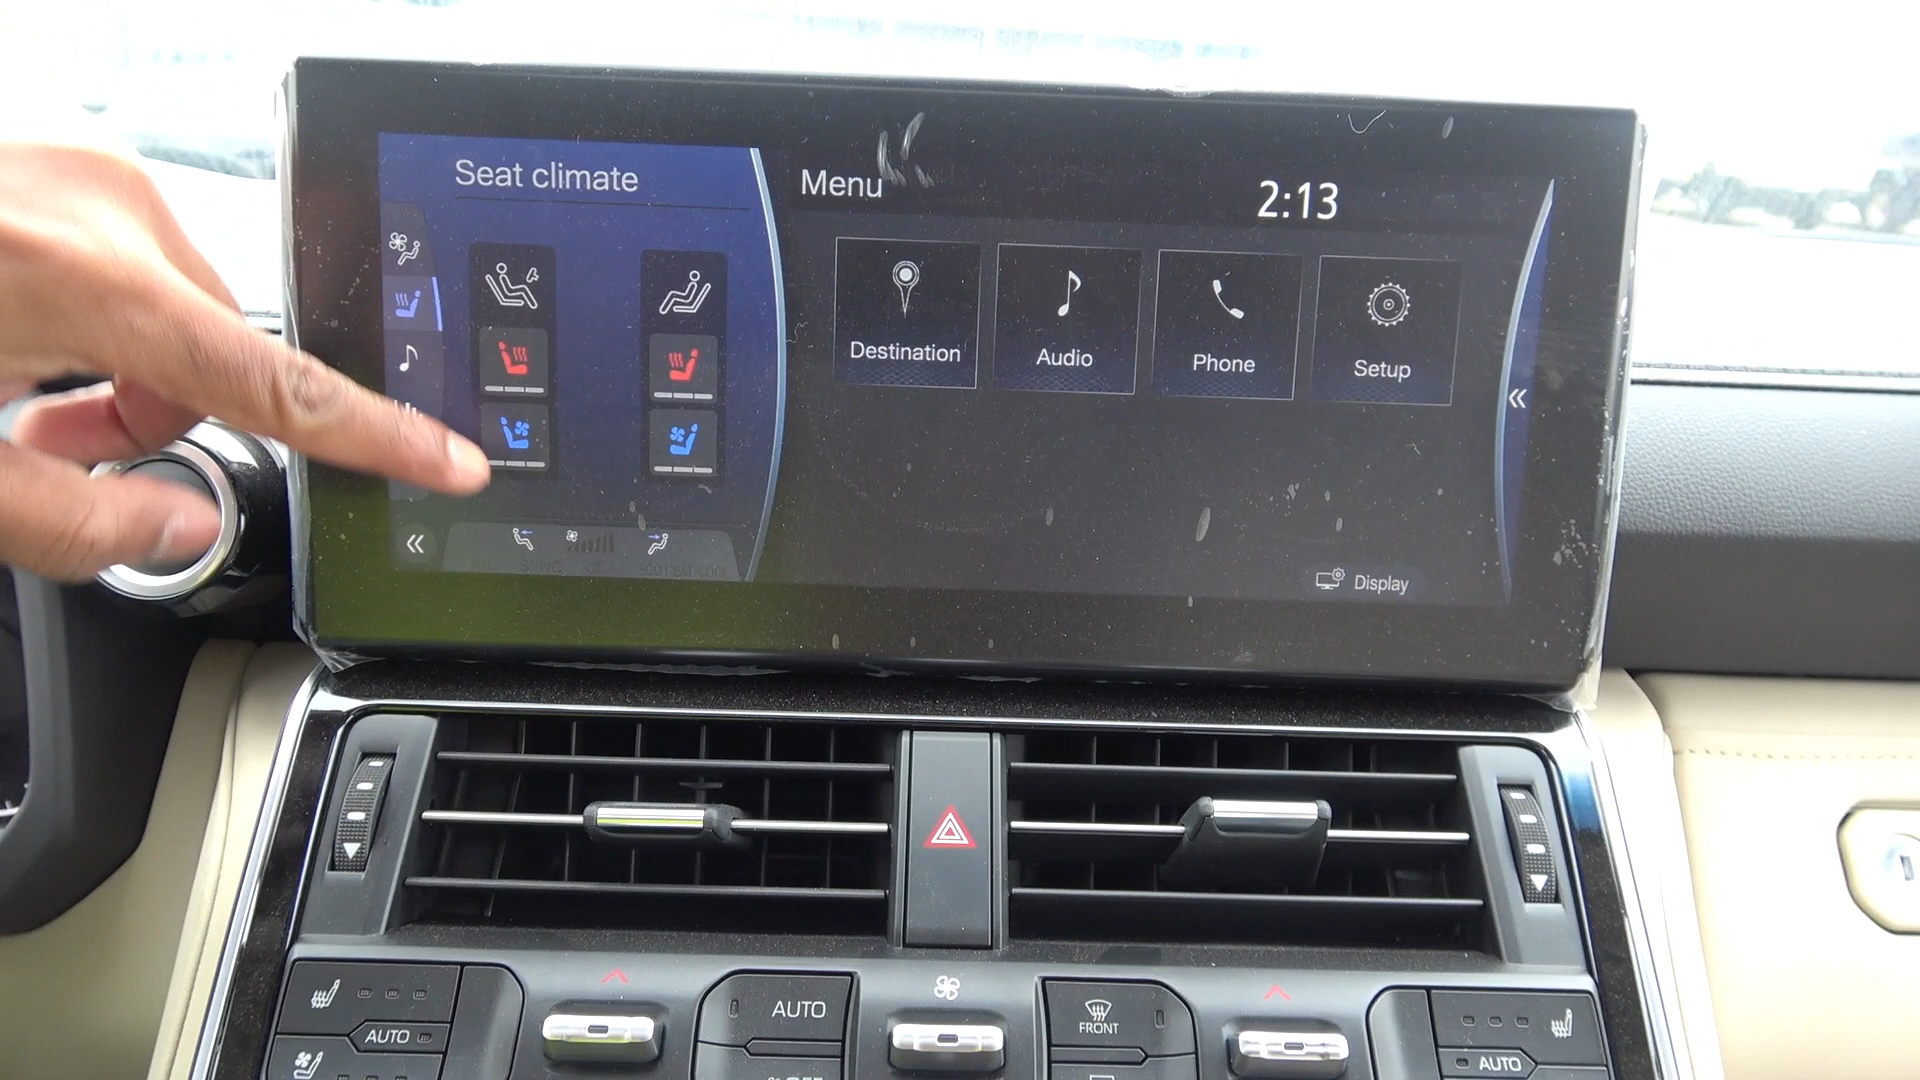 Seat climate
Menu
2:13
Destination
Audio
Phone
Setup
Display
AUTO
FRONT
AUTO
AUTO